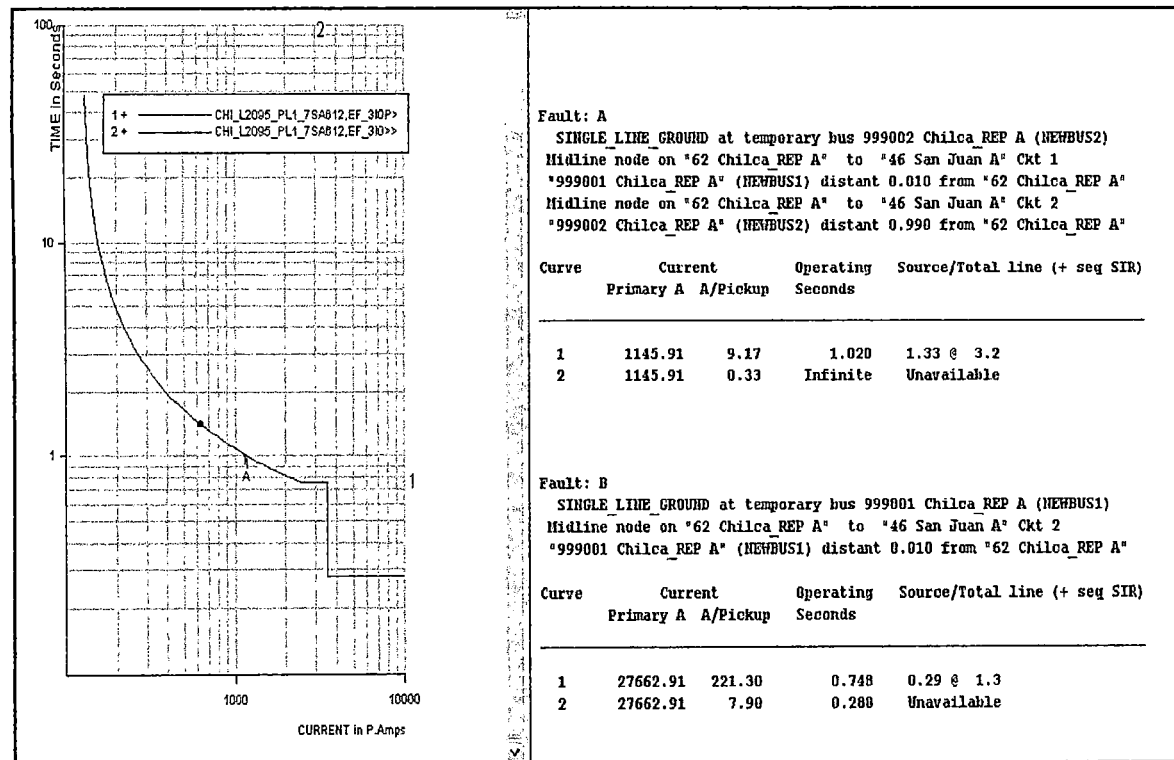 100
2
TIME in Seconds
1 + CHI_L2095_PL1_7SA612,EF_3I0P>
2 + CHI_L2095_PL1_7SA612,EF_3I0>>
10
1
A
1
1000
10000
CURRENT in P.Amps
Fault: A
SINGLE_LINE_GROUND at temporary bus 999002 Chilca_REP A (NEWBUS2)
Midline node on "62 Chilca_REP A" to "46 San Juan A" Ckt 1
"999001 Chilca_REP A" (NEWBUS1) distant 0.010 from "62 Chilca_REP A"
Midline node on "62 Chilca_REP A" to "46 San Juan A" Ckt 2
"999002 Chilca_REP A" (NEWBUS2) distant 0.990 from "62 Chilca_REP A"
Curve Current Operating Source/Total line (+ seq SIR)
Primary A A/Pickup Seconds
1 1145.91 9.17 1.020 1.33 @ 3.2
2 1145.91 0.33 Infinite Unavailable
Fault: B
SINGLE_LINE_GROUND at temporary bus 999001 Chilca_REP A (NEWBUS1)
Midline node on "62 Chilca_REP A" to "46 San Juan A" Ckt 2
"999001 Chilca_REP A" (NEWBUS1) distant 0.010 from "62 Chilca_REP A"
Curve Current Operating Source/Total line (+ seq SIR)
Primary A A/Pickup Seconds
1 27662.91 221.30 0.748 0.29 @ 1.3
2 27662.91 7.90 0.280 Unavailable